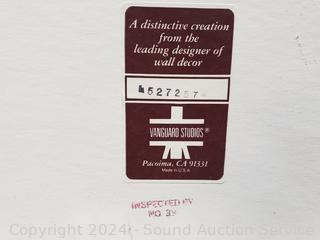 A distinctive creation
from the
leading designer of
wall decor
527257
VANGUARD STUDIOS®
Pacoima, CA 91331
Made in U.S.A.
INSPECTED BY
NO. 38
Copyright 2024 - Sound Auction Service